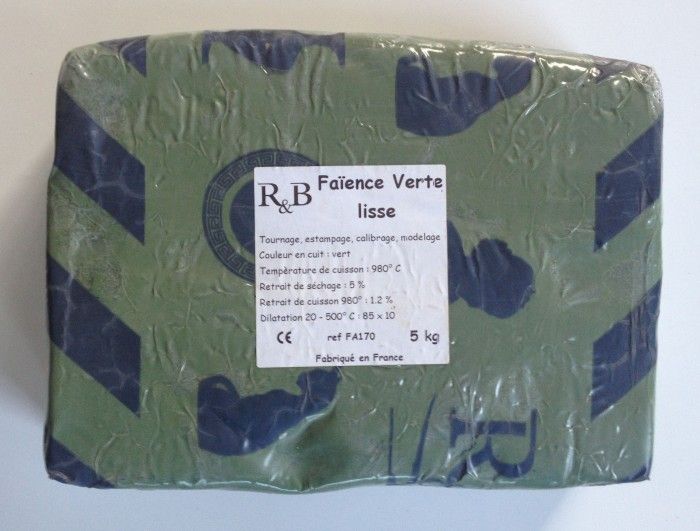 R&B Faïence Verte
lisse
Tournage, estampage, calibrage, modelage
Couleur en cuit : vert
Température de cuisson : 980° C
Retrait de séchage : 5 %
Retrait de cuisson 980° : 1.2 %
Dilatation 20 - 500° C : 85 x 10
CE ref FA170 5 kg
Fabriqué en France
R